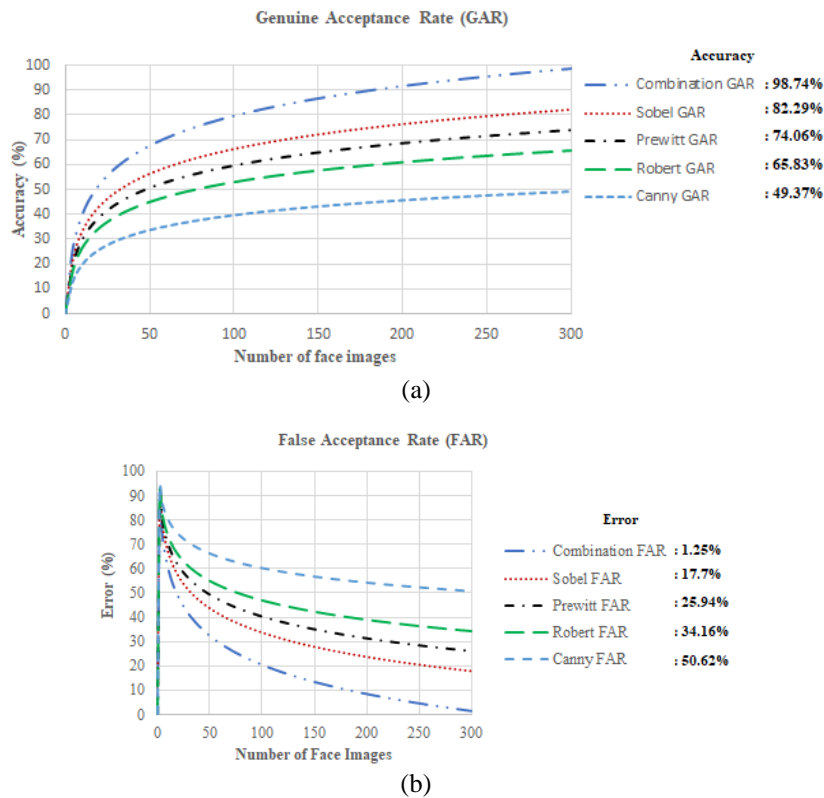 Genuine Acceptance Rate (GAR)
Accuracy
Combination GAR : 98.74%
Sobel GAR : 82.29%
Prewitt GAR : 74.06%
Robert GAR : 65.83%
Canny GAR : 49.37%
Accuracy (%)
100
90
80
70
60
50
40
30
20
10
0
0 50 100 150 200 250 300
Number of face images
(a)
False Acceptance Rate (FAR)
Error
Combination FAR : 1.25%
Sobel FAR : 17.7%
Prewitt FAR : 25.94%
Robert FAR : 34.16%
Canny FAR : 50.62%
Error (%)
100
90
80
70
60
50
40
30
20
10
0
0 50 100 150 200 250 300
Number of Face Images
(b)